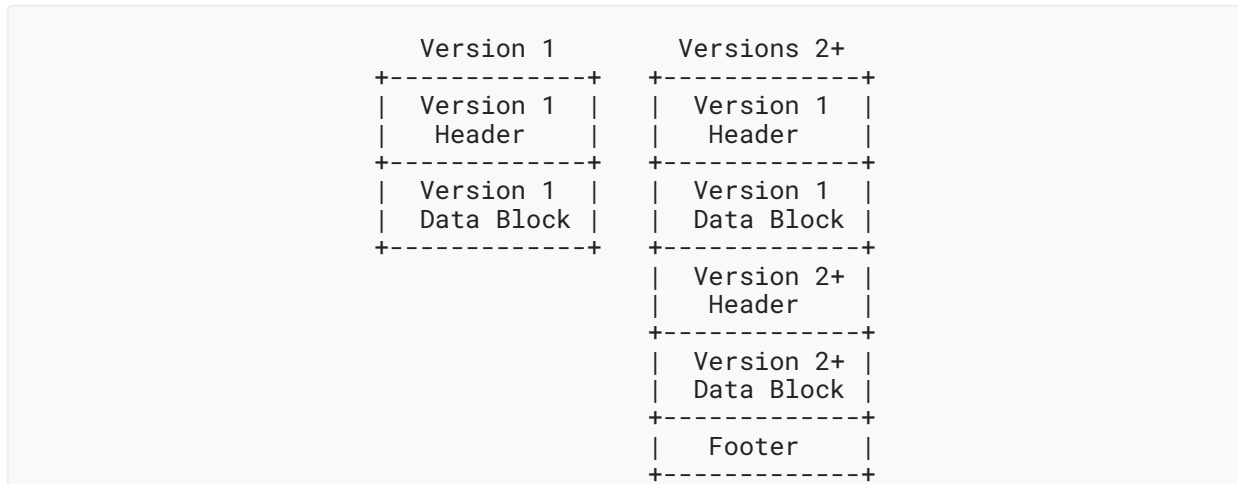 Version 1       Versions 2+
+-------------+   +-------------+
|  Version 1  |   |  Version 1  |
|   Header    |   |   Header    |
+-------------+   +-------------+
|  Version 1  |   |  Version 1  |
|  Data Block |   |  Data Block |
+-------------+   +-------------+
                  |  Version 2+ |
                  |   Header    |
                  +-------------+
                  |  Version 2+ |
                  |  Data Block |
                  +-------------+
                  |   Footer    |
                  +-------------+